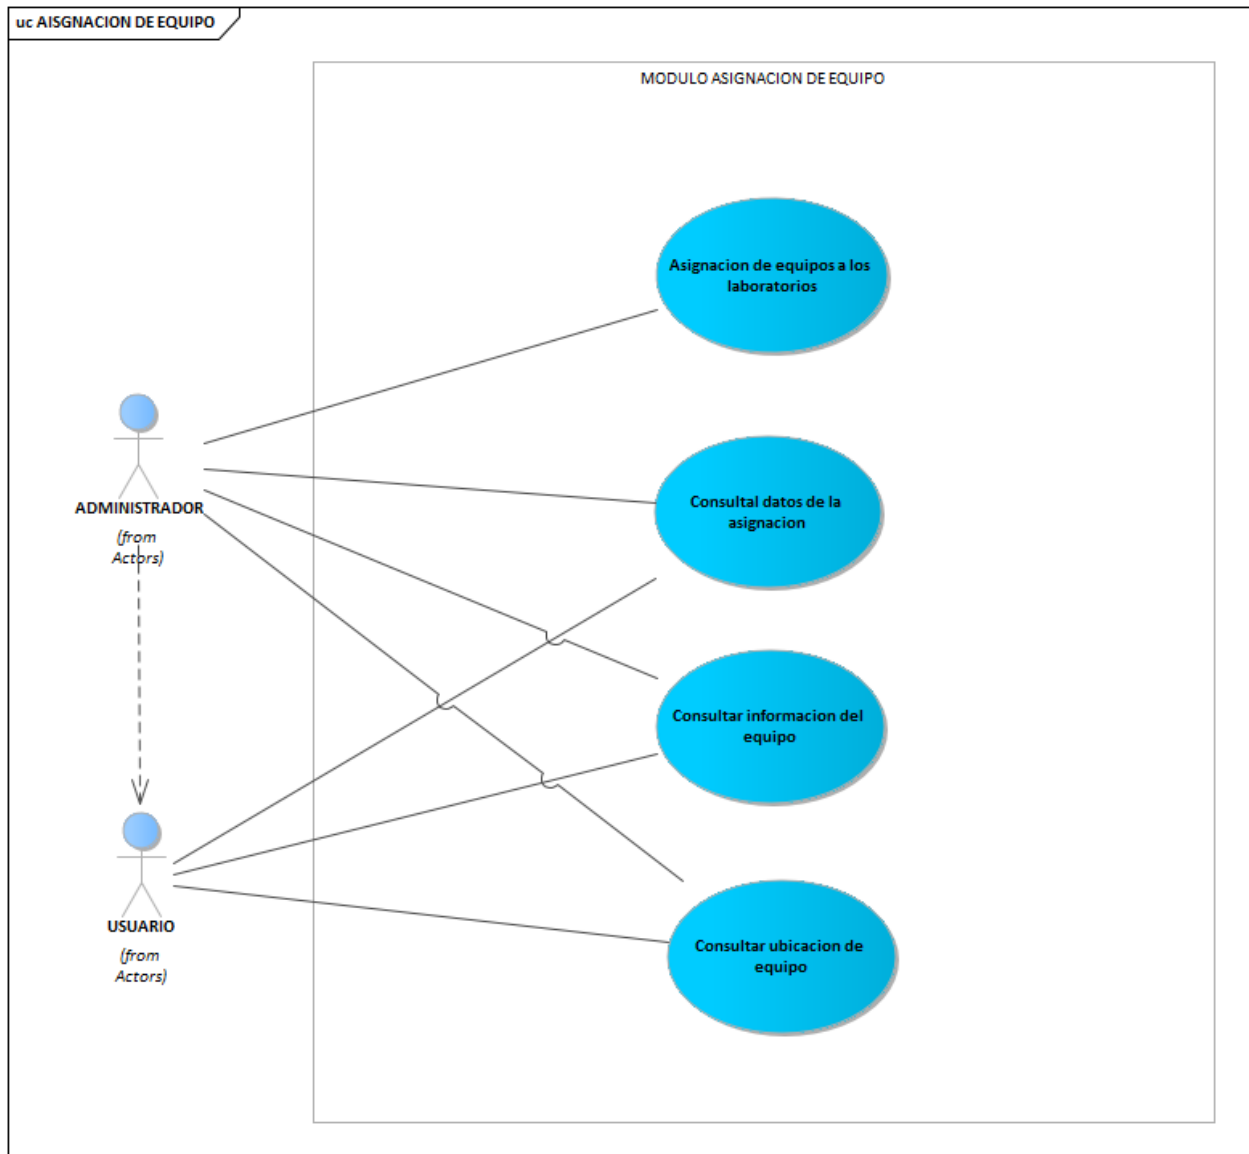 uc AISGNACION DE EQUIPO
MODULO ASIGNACION DE EQUIPO
Asignacion de equipos a los
laboratorios
ADMINISTRADOR
(from
Actors)
Consultal datos de la
asignacion
Consultar informacion del
equipo
USUARIO
(from
Actors)
Consultar ubicacion de
equipo